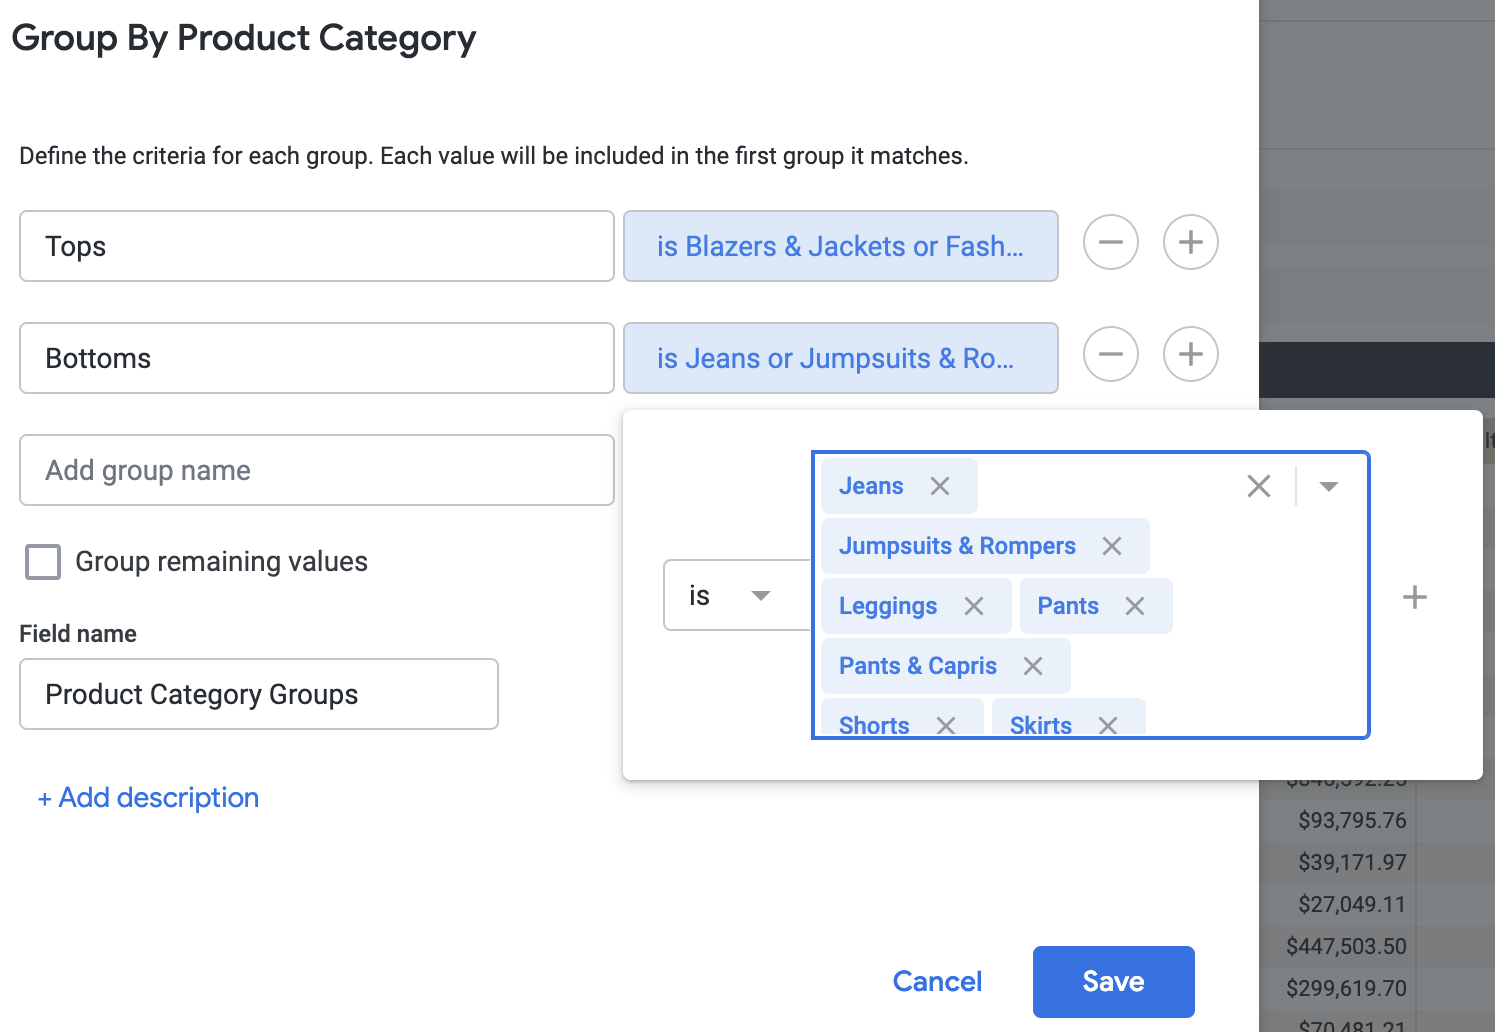 Group By Product Category
Define the criteria for each group. Each value will be included in the first group it matches.
Tops
is Blazers & Jackets or Fash...
Bottoms
is Jeans or Jumpsuits & Ro...
Add group name
Group remaining values
Field name
Product Category Groups
+ Add description
is
Jeans
Jumpsuits & Rompers
Leggings Pants
Pants & Capris
Shorts Skirts
$93,795.76
$39,171.97
$27,049.11
$447,503.50
$299,619.70
$70,481.21
Cancel
Save